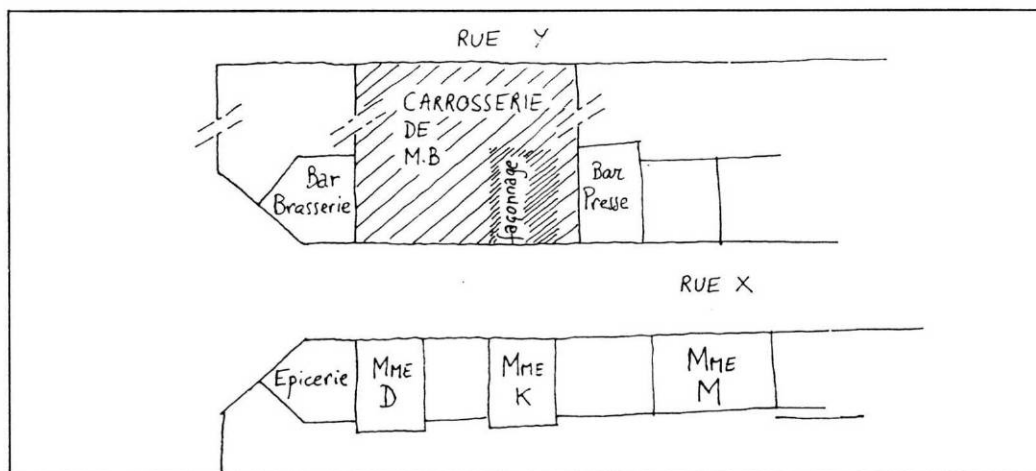 RUE Y
CARROSSERIE
DE
M.B
façonnage
Bar
Brasserie
Bar
Presse
RUE X
Epicerie
MME
D
MME
K
MME
M